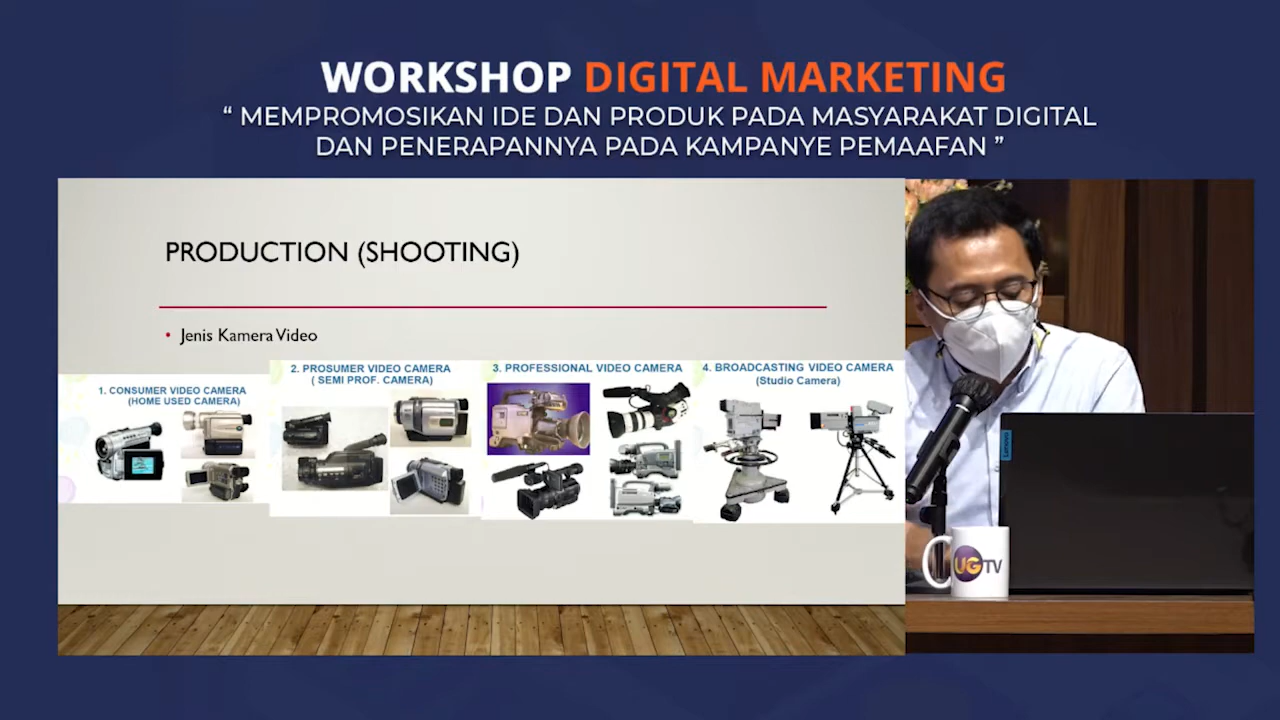 WORKSHOP DIGITAL MARKETING
“ MEMPROMOSIKAN IDE DAN PRODUK PADA MASYARAKAT DIGITAL
DAN PENERAPANNYA PADA KAMPANYE PEMAAFAN ”
PRODUCTION (SHOOTING)
• Jenis Kamera Video
1. CONSUMER VIDEO CAMERA
(HOME USED CAMERA)
2. PROSUMER VIDEO CAMERA
( SEMI PROF. CAMERA)
3. PROFESSIONAL VIDEO CAMERA
4. BROADCASTING VIDEO CAMERA
(Studio Camera)
Lenovo
UGTV